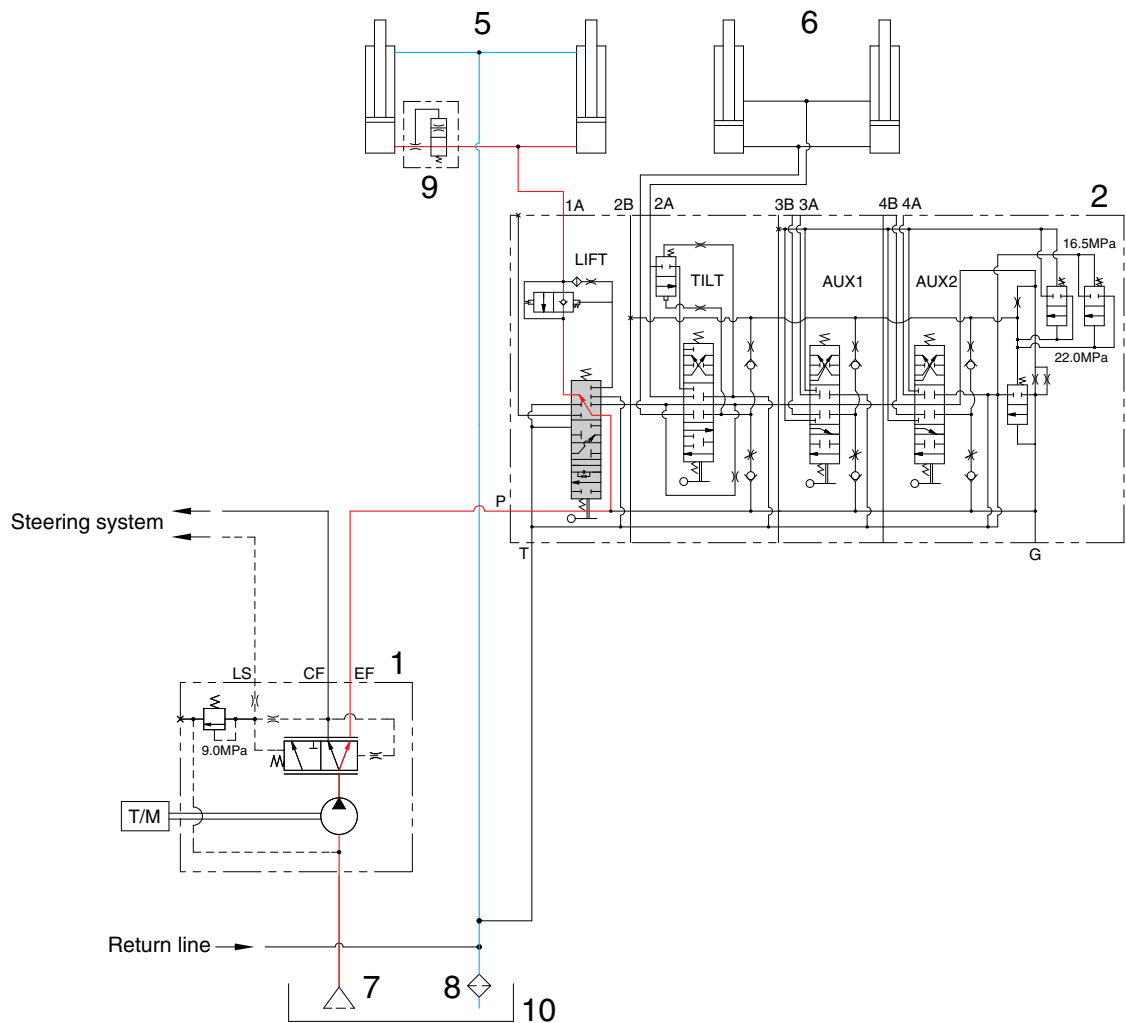 5
6
9
1A
2B
2A
3B
3A
4B
4A
2
LIFT
TILT
AUX1
AUX2
16.5MPa
22.0MPa
P
T
G
Steering system
LS
CF
EF
1
9.0MPa
T/M
Return line
7
8
10